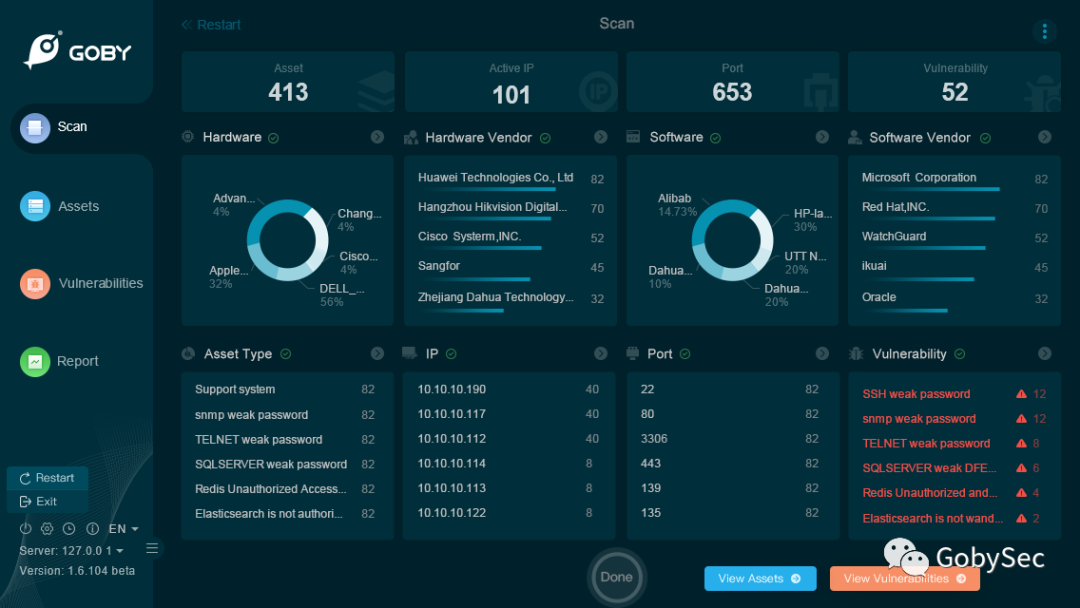 GOBY
Restart
Scan
Scan
Assets
Vulnerabilities
Report
Restart
Exit
EN
Server: 127.0.0 1
Version: 1.6.104 beta
Asset
413
Active IP
101
IP
Port
653
Vulnerability
52
Hardware
Advan...
4%
Chang...
4%
Cisco...
4%
Apple...
32%
DELL_...
56%
Hardware Vendor
Huawei Technologies Co., Ltd 82
Hangzhou Hikvision Digital... 70
Cisco Systerm,INC. 52
Sangfor 45
Zhejiang Dahua Technology... 32
Software
Alibab
14.73%
HP-la...
30%
UTT N...
20%
Dahua...
10%
Dahua...
20%
Software Vendor
Microsoft Corporation 82
Red Hat,INC. 70
WatchGuard 52
ikuai 45
Oracle 32
Asset Type
Support system 82
snmp weak password 82
TELNET weak password 82
SQLSERVER weak password 82
Redis Unauthorized Access... 82
Elasticsearch is not authori... 82
IP
10.10.10.190 40
10.10.10.117 40
10.10.10.112 40
10.10.10.114 8
10.10.10.113 8
10.10.10.122 8
Port
22 82
80 82
3306 82
443 82
139 82
135 82
Vulnerability
SSH weak password 12
snmp weak password 12
TELNET weak password 8
SQLSERVER weak DFE... 6
Redis Unauthorized and... 4
Elasticsearch is not wand... 2
Done
View Assets
View Vulnerabilities
GobySec